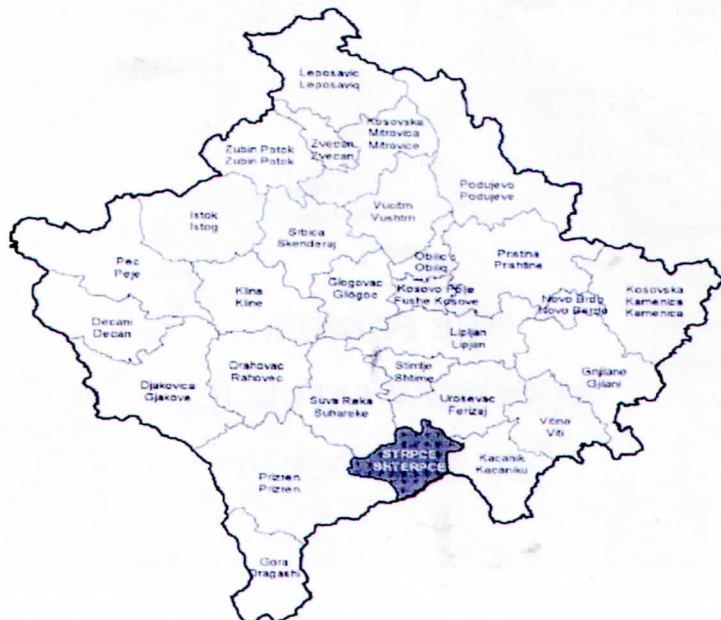 Leposavic
Leposaviq
Kosovska
Mitrovica
Mitrovice
Zvecan
Zvecan
Zubin Potok
Zubin Potok
Podujevo
Podujeve
Vucitrn
Vushtrri
Istok
Istog
Srbica
Skenderaj
Obilic
Obiliq
Pristina
Prishtine
Pec
Peje
Klina
Kline
Glogovac
Glogoc
Kosovo Polje
Fushe Kosove
Novo Brdo
Novo Berde
Kosovska
Kamenica
Kamenica
Decani
Decan
Lipljan
Lipjan
Gnjilane
Gjilani
Orahovac
Rahovec
Stimlje
Shtime
Djakovica
Gjakove
Suva Reka
Suhareke
Urosevac
Ferizaj
Vitina
Viti
STRPCE
SHTERPCE
Kacanik
Kacaniku
Prizren
Prizren
Gora
Dragashi